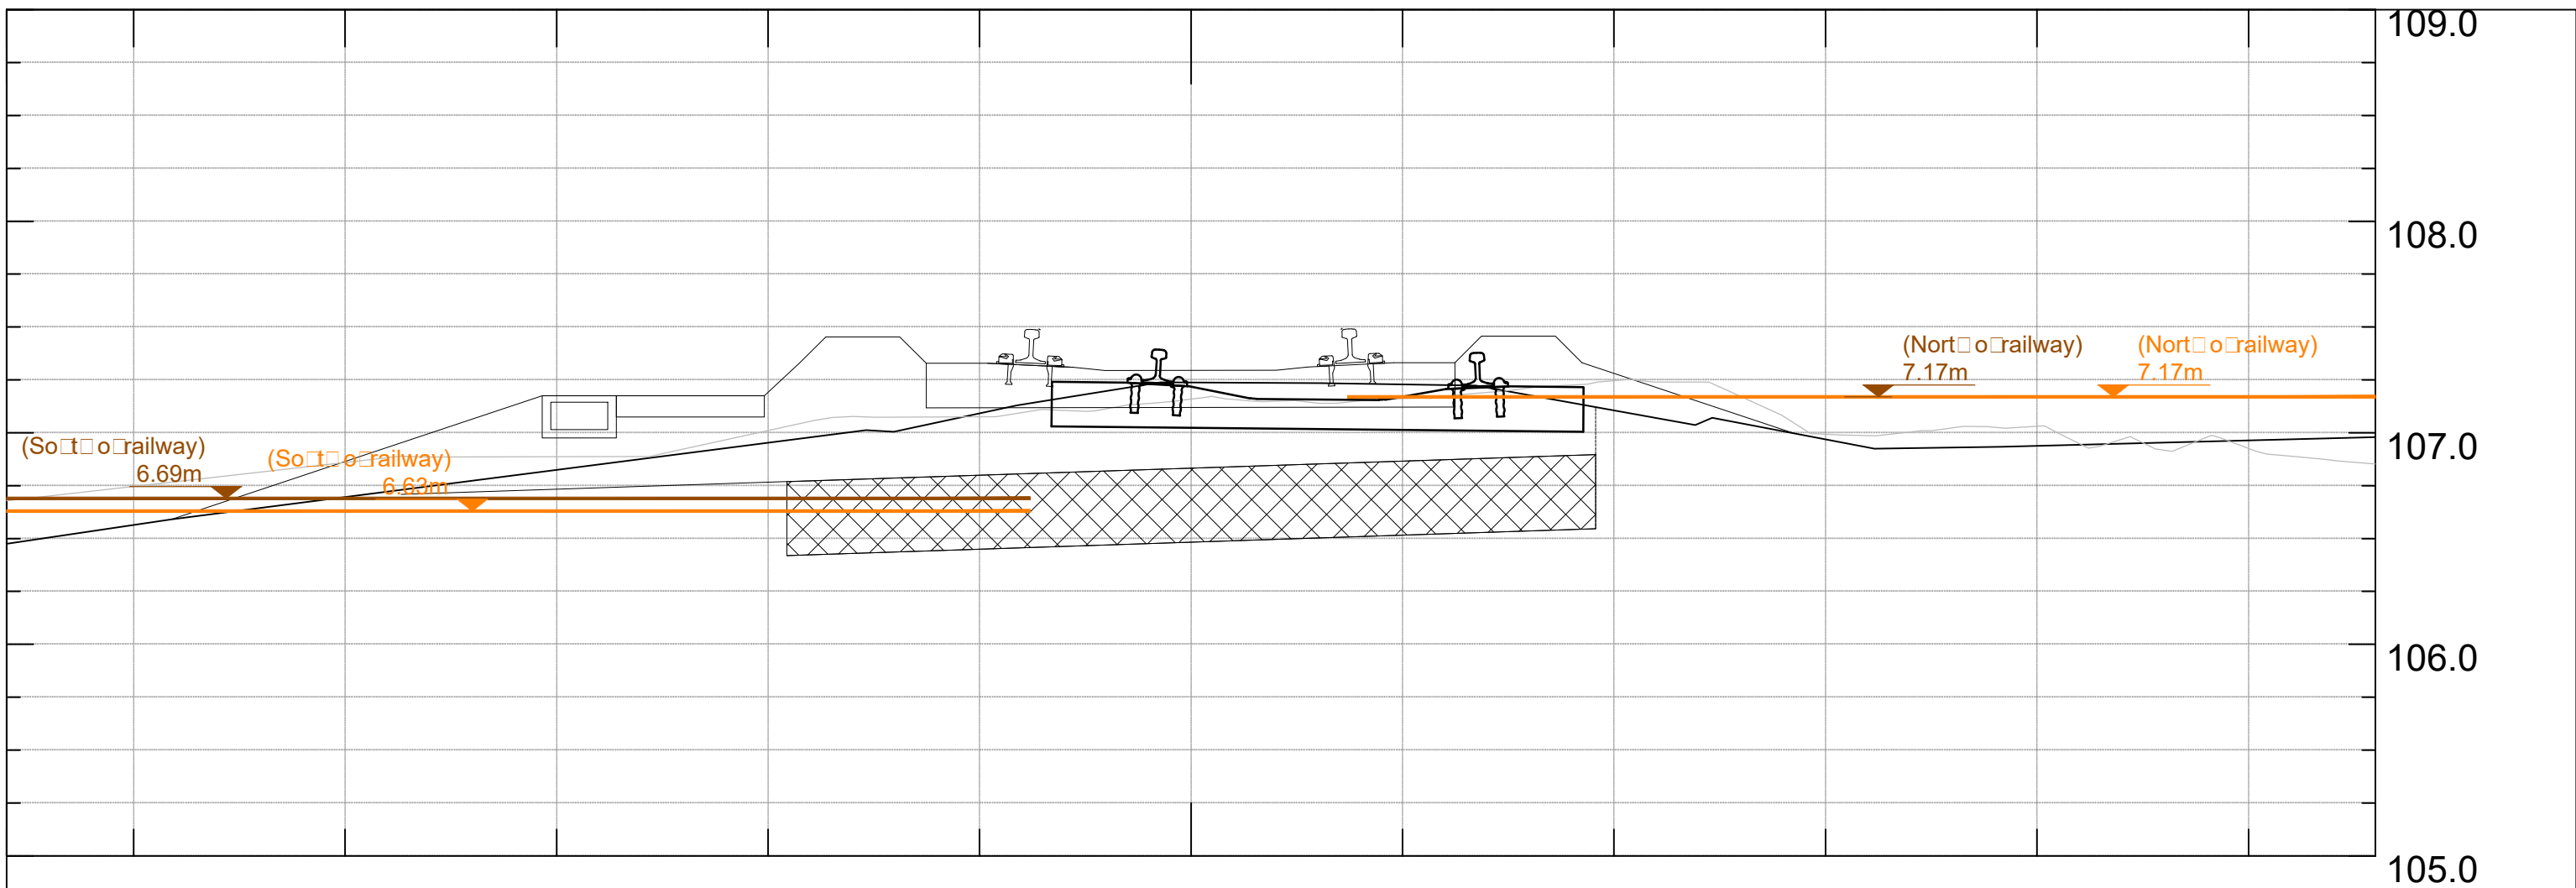 109.0
108.0
(Nort□ o□railway)
7.17m
(Nort□ o□railway)
7.17m
107.0
(So□t□ o□railway)
6.69m
(So□t□ o□railway)
6.63m
106.0
105.0